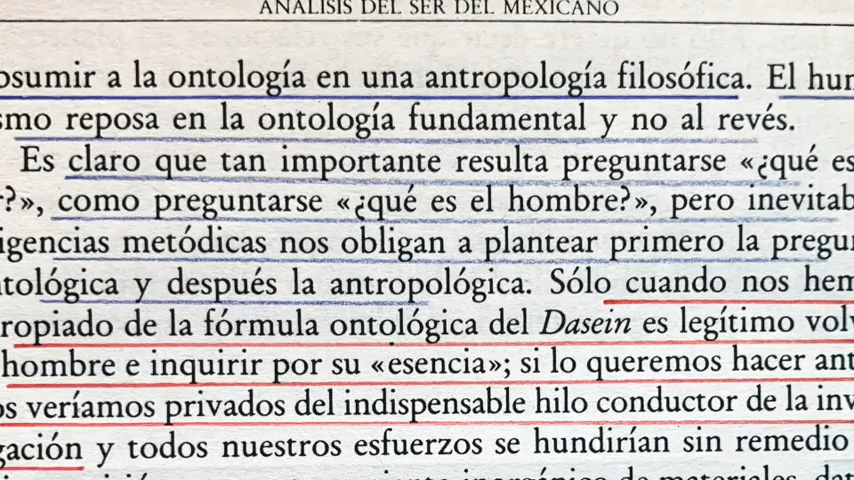 ANÁLISIS DEL SER DEL MEXICANO
osumir a la ontología en una antropología filosófica. El hum
smo reposa en la ontología fundamental y no al revés.
Es claro que tan importante resulta preguntarse «¿qué es
r?», como preguntarse «¿qué es el hombre?», pero inevitab
igencias metódicas nos obligan a plantear primero la pregun
tológica y después la antropológica. Sólo cuando nos hem
ropiado de la fórmula ontológica del Dasein es legítimo volv
hombre e inquirir por su «esencia»; si lo queremos hacer ant
os veríamos privados del indispensable hilo conductor de la inv
gación y todos nuestros esfuerzos se hundirían sin remedio